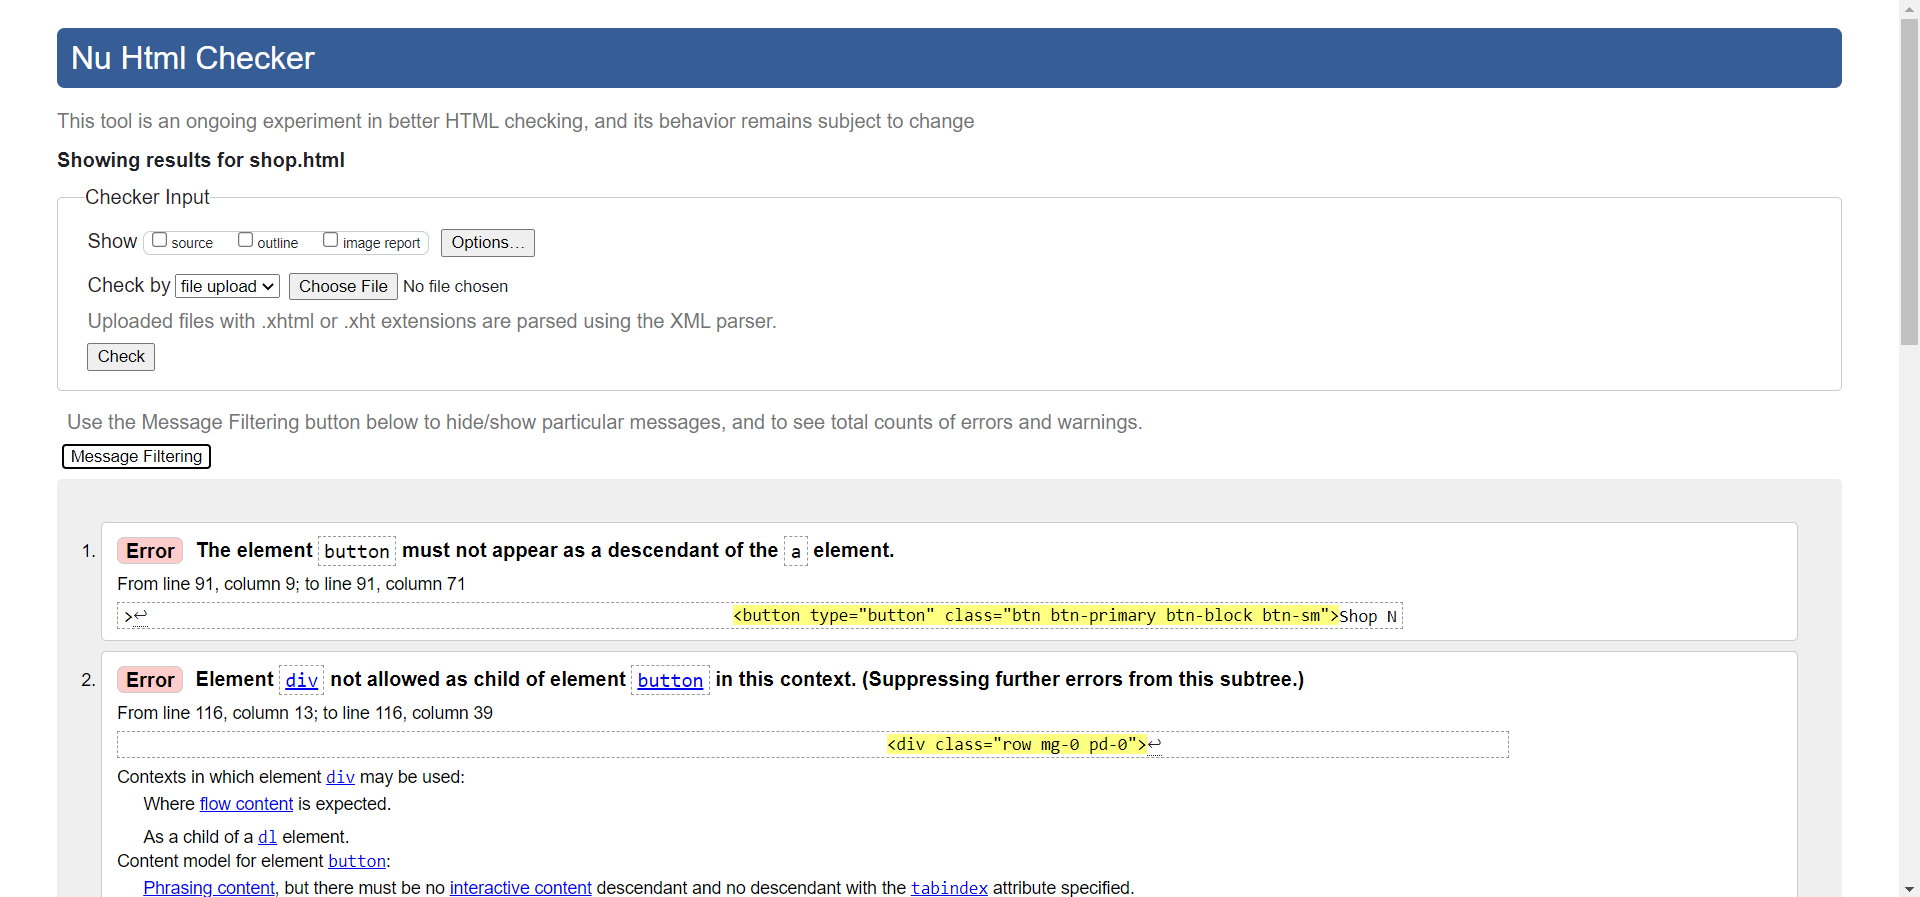 Nu Html Checker
This tool is an ongoing experiment in better HTML checking, and its behavior remains subject to change
Showing results for shop.html
Checker Input
Show source outline image report Options...
Check by file upload Choose File No file chosen
Uploaded files with .xhtml or .xht extensions are parsed using the XML parser.
Check
Use the Message Filtering button below to hide/show particular messages, and to see total counts of errors and warnings.
Message Filtering
1. Error The element button must not appear as a descendant of the a element.
From line 91, column 9; to line 91, column 71
>↩ <button type="button" class="btn btn-primary btn-block btn-sm">Shop N
2. Error Element div not allowed as child of element button in this context. (Suppressing further errors from this subtree.)
From line 116, column 13; to line 116, column 39
<div class="row mg-0 pd-0">↩
Contexts in which element div may be used:
Where flow content is expected.
As a child of a dl element.
Content model for element button:
Phrasing content, but there must be no interactive content descendant and no descendant with the tabindex attribute specified.